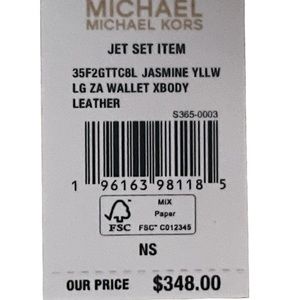 MICHAEL
MICHAEL KORS
JET SET ITEM
35F2GTTC8L JASMINE YLLW
LG ZA WALLET XBODY
LEATHER
S365-0003
1 96163 98118 5
FSC
MIX
Paper
FSC™ C012345
NS
OUR PRICE $348.00